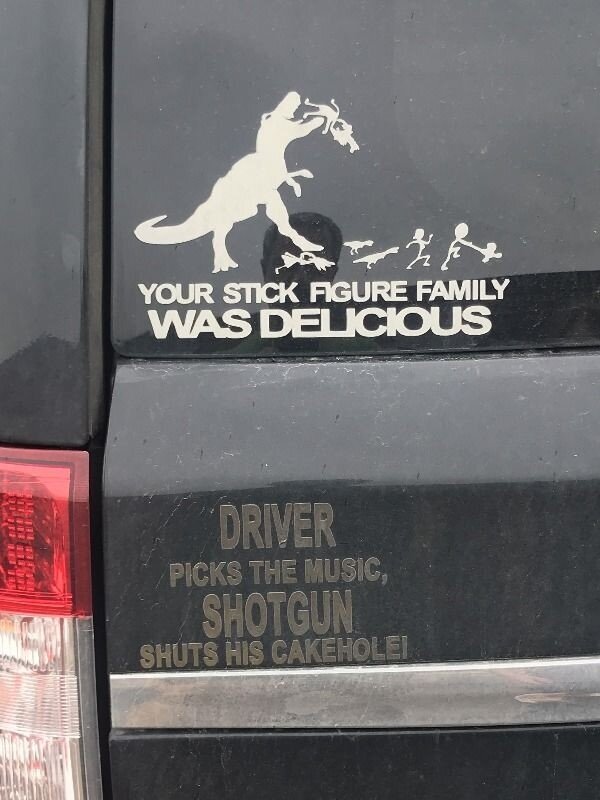 YOUR STICK FIGURE FAMILY
WAS DELICIOUS
DRIVER
PICKS THE MUSIC,
SHOTGUN
SHUTS HIS CAKEHOLE!